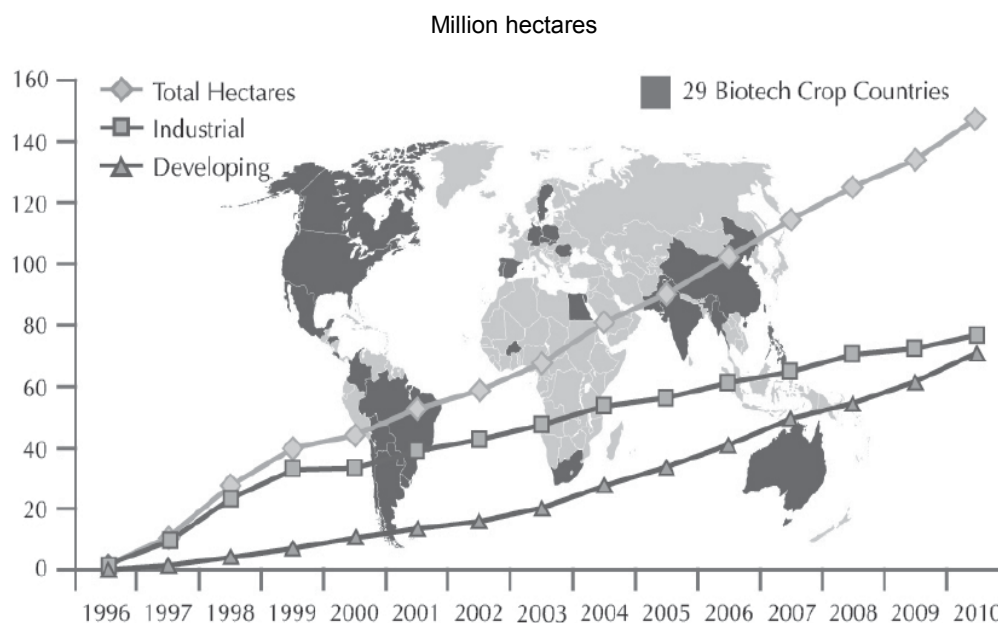 Million hectares
160
Total Hectares
29 Biotech Crop Countries
Industrial
140
Developing
120
100
80
60
40
20
0
1996 1997 1998 1999 2000 2001 2002 2003 2004 2005 2006 2007 2008 2009 2010